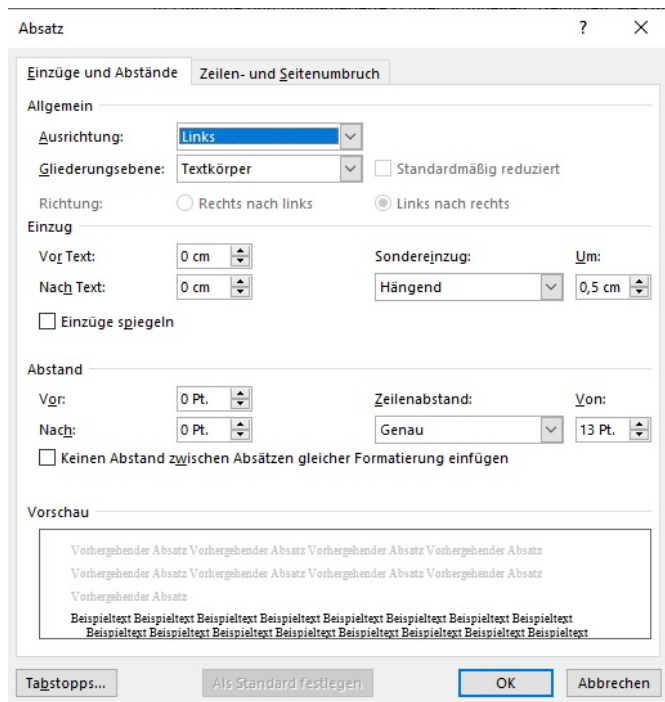 Absatz
? ×
Einzüge und Abstände Zeilen- und Seitenumbruch
Allgemein
Ausrichtung: Links
Gliederungsebene: Textkörper Standardmäßig reduziert
Richtung: Rechts nach links Links nach rechts
Einzug
Vor Text: 0 cm Sondereinzug: Um:
Nach Text: 0 cm Hängend 0,5 cm
Einzüge spiegeln
Abstand
Vor: 0 Pt. Zeilenabstand: Von:
Nach: 0 Pt. Genau 13 Pt.
Keinen Abstand zwischen Absätzen gleicher Formatierung einfügen
Vorschau
Vorhergehender Absatz Vorhergehender Absatz Vorhergehender Absatz Vorhergehender Absatz
Vorhergehender Absatz Vorhergehender Absatz Vorhergehender Absatz Vorhergehender Absatz
Vorhergehender Absatz
Beispieltext Beispieltext Beispieltext Beispieltext Beispieltext Beispieltext Beispieltext Beispieltext
Beispieltext Beispieltext Beispieltext Beispieltext Beispieltext Beispieltext Beispieltext Beispieltext
Tabstopps... Als Standard festlegen OK Abbrechen